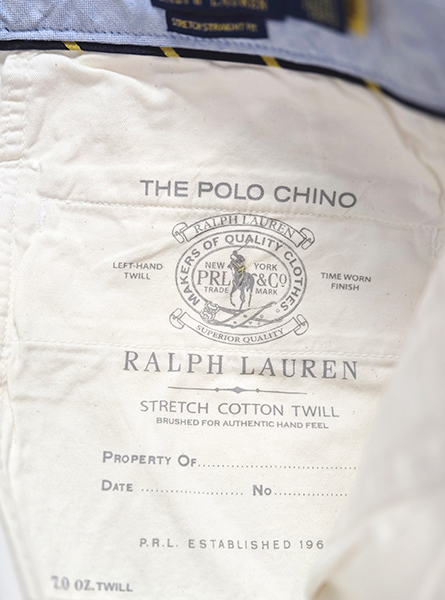 RALPH LAUREN
STRETCH STRAIGHT FIT
THE POLO CHINO
RALPH LAUREN
MAKERS OF QUALITY CLOTHES
LEFT-HAND
TWILL
NEW YORK
PRL &Co
TRADE MARK
TIME WORN
FINISH
SUPERIOR QUALITY
RALPH LAUREN
STRETCH COTTON TWILL
BRUSHED FOR AUTHENTIC HAND FEEL
PROPERTY OF
DATE No
P.R.L. ESTABLISHED 196
7.0 OZ. TWILL